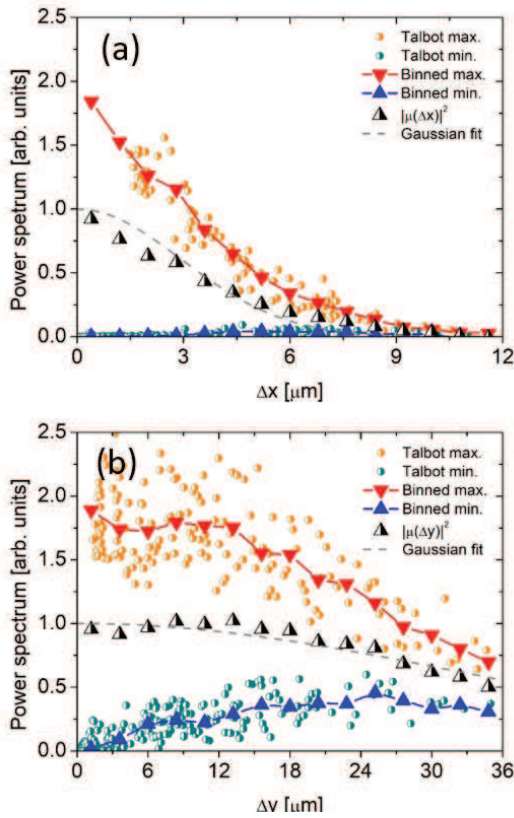 (a)
Talbot max.
Talbot min.
Binned max.
Binned min.
|μ(Δx)|²
Gaussian fit
Power spetrum [arb. units]
2.5
2.0
1.5
1.0
0.5
0.0
0 3 6 9 12
Δx [μm]
(b)
Talbot max.
Talbot min.
Binned max.
Binned min.
|μ(Δy)|²
Gaussian fit
Power spectrum [arb. units]
2.5
2.0
1.5
1.0
0.5
0.0
0 6 12 18 24 30 36
Δy [μm]